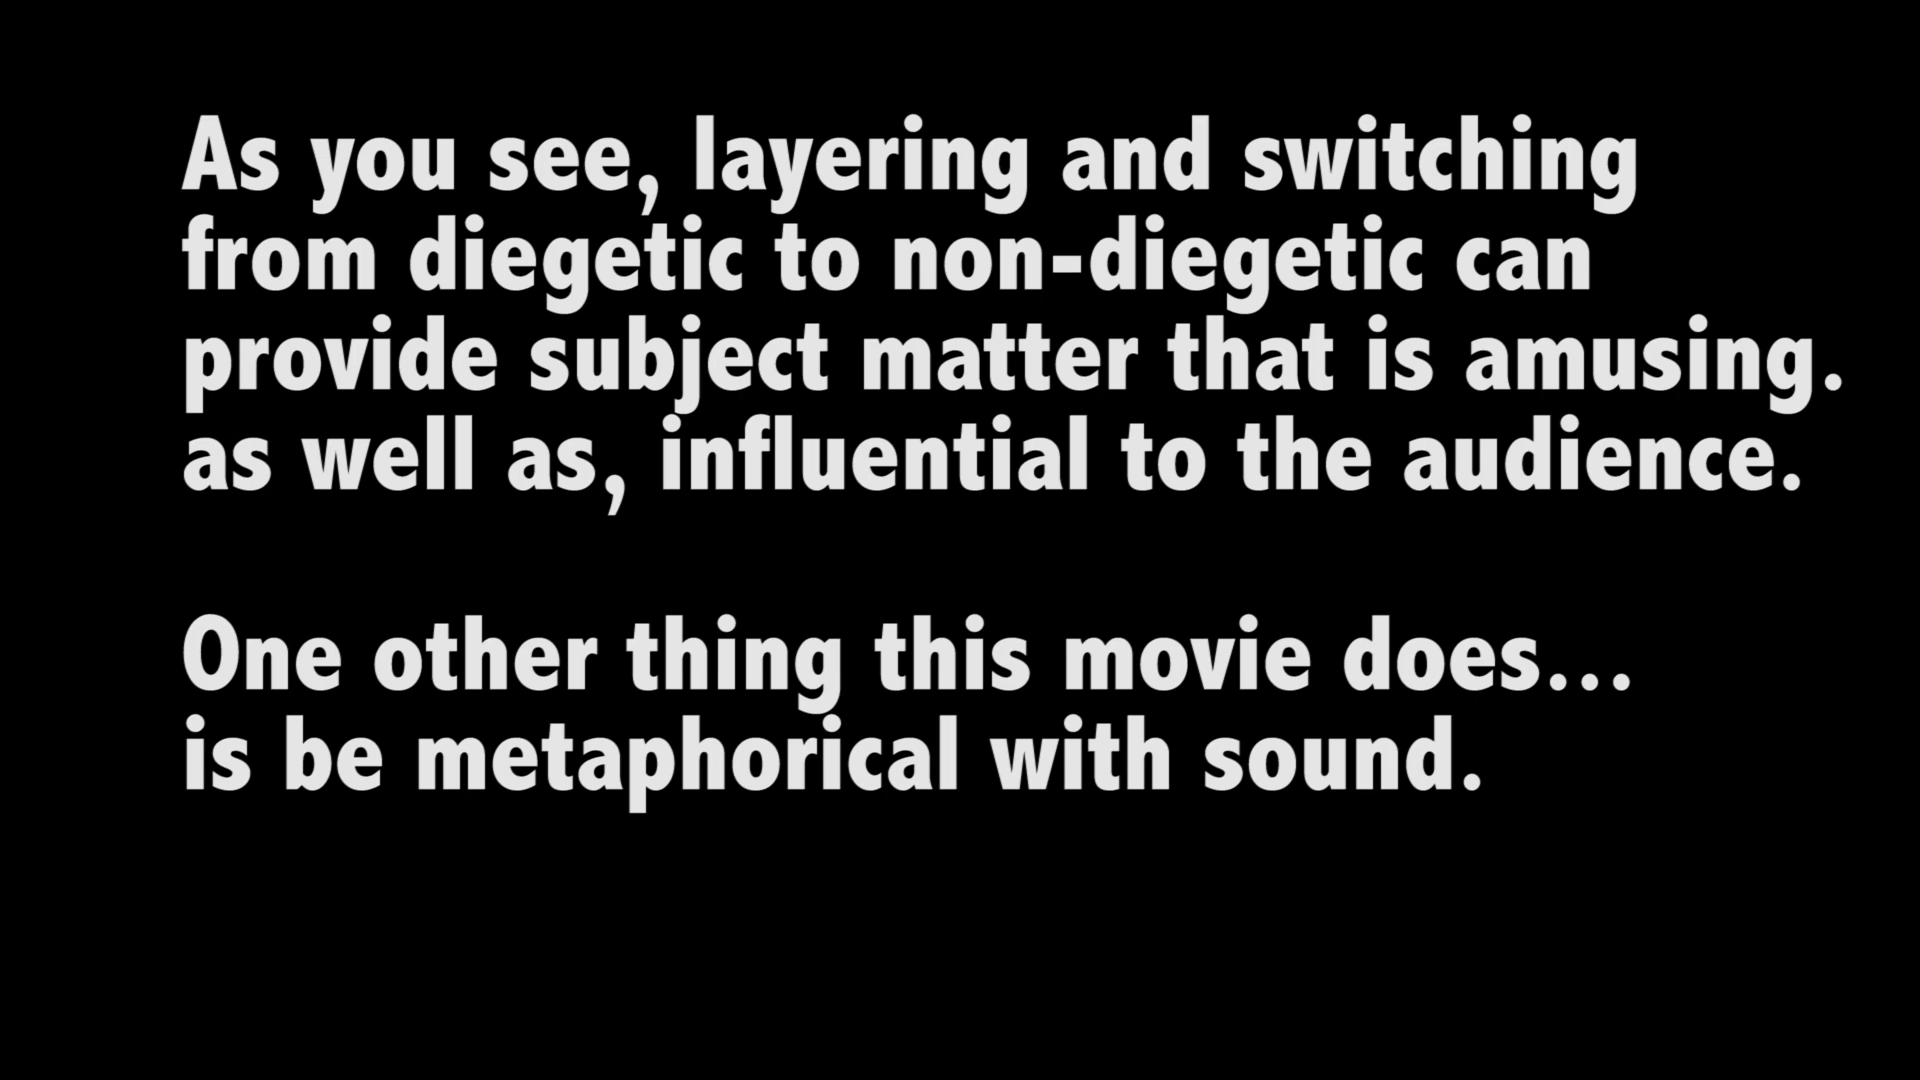 As you see, layering and switching
from diegetic to non-diegetic can
provide subject matter that is amusing.
as well as, influential to the audience.
One other thing this movie does...
is be metaphorical with sound.